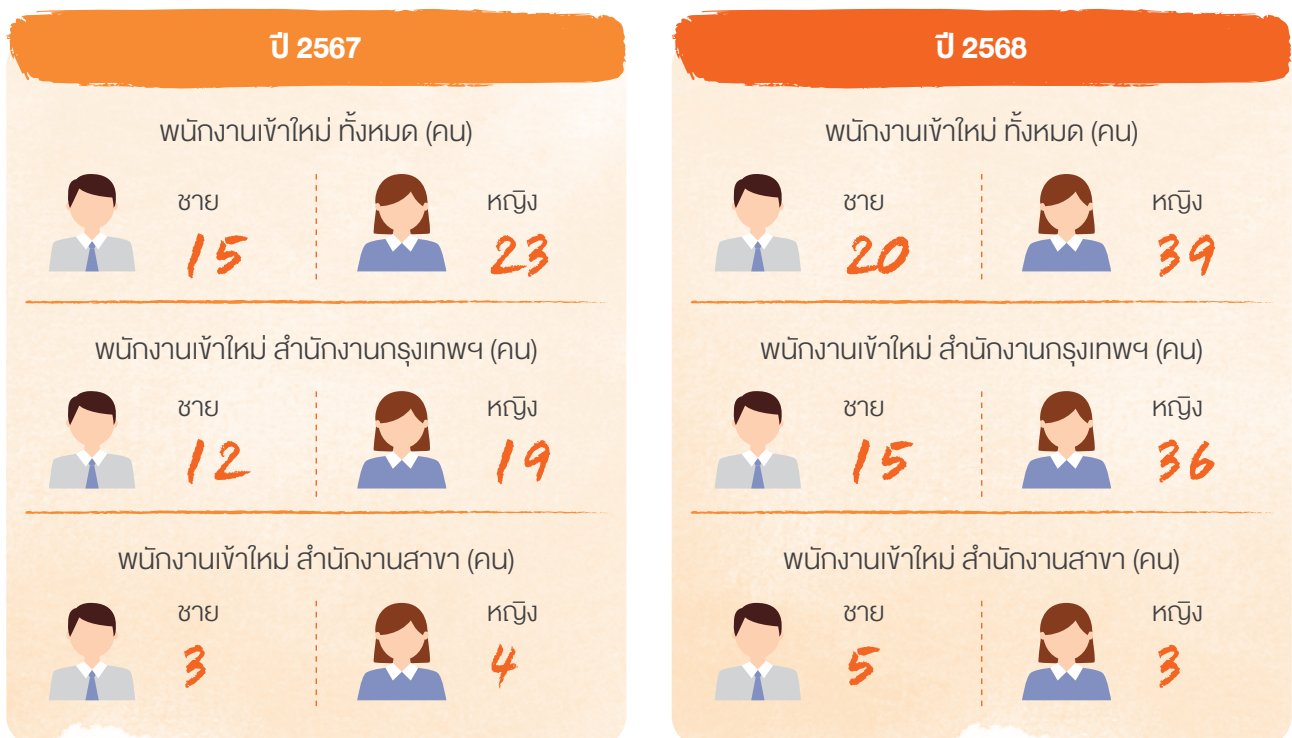 ปี 2567
พนักงานเข้าใหม่ ทั้งหมด (คน)
ชาย
15
หญิง
23
พนักงานเข้าใหม่ สำนักงานกรุงเทพฯ (คน)
ชาย
12
หญิง
19
พนักงานเข้าใหม่ สำนักงานสาขา (คน)
ชาย
3
หญิง
4
ปี 2568
พนักงานเข้าใหม่ ทั้งหมด (คน)
ชาย
20
หญิง
39
พนักงานเข้าใหม่ สำนักงานกรุงเทพฯ (คน)
ชาย
15
หญิง
36
พนักงานเข้าใหม่ สำนักงานสาขา (คน)
ชาย
5
หญิง
3